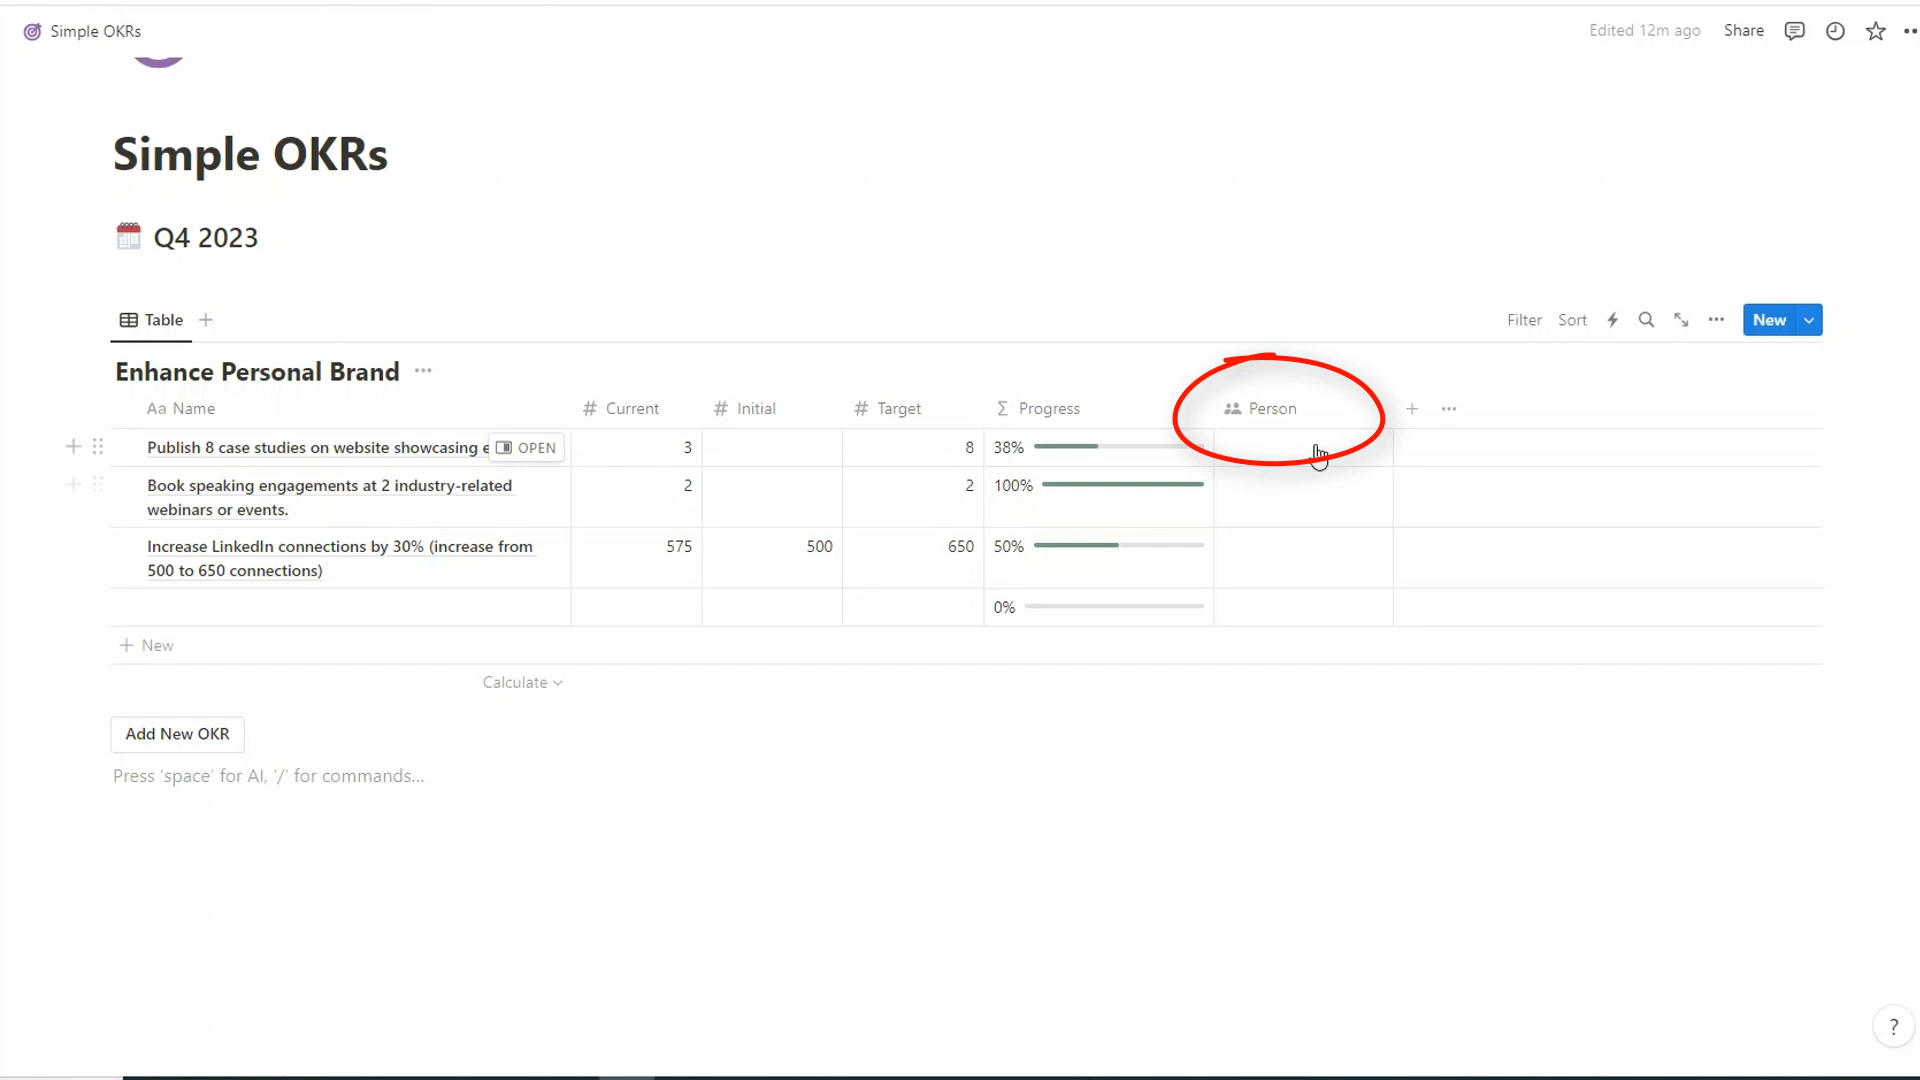 Simple OKRs
Edited 12m ago
Share
Simple OKRs
Q4 2023
Table
Filter
Sort
New
Enhance Personal Brand
Aa Name
# Current
# Initial
# Target
Σ Progress
Person
Publish 8 case studies on website showcasing e
OPEN
3
8
38%
Book speaking engagements at 2 industry-related
webinars or events.
2
2
100%
Increase LinkedIn connections by 30% (increase from
500 to 650 connections)
575
500
650
50%
0%
+ New
Calculate
Add New OKR
Press ‘space’ for AI, ‘/’ for commands…
?